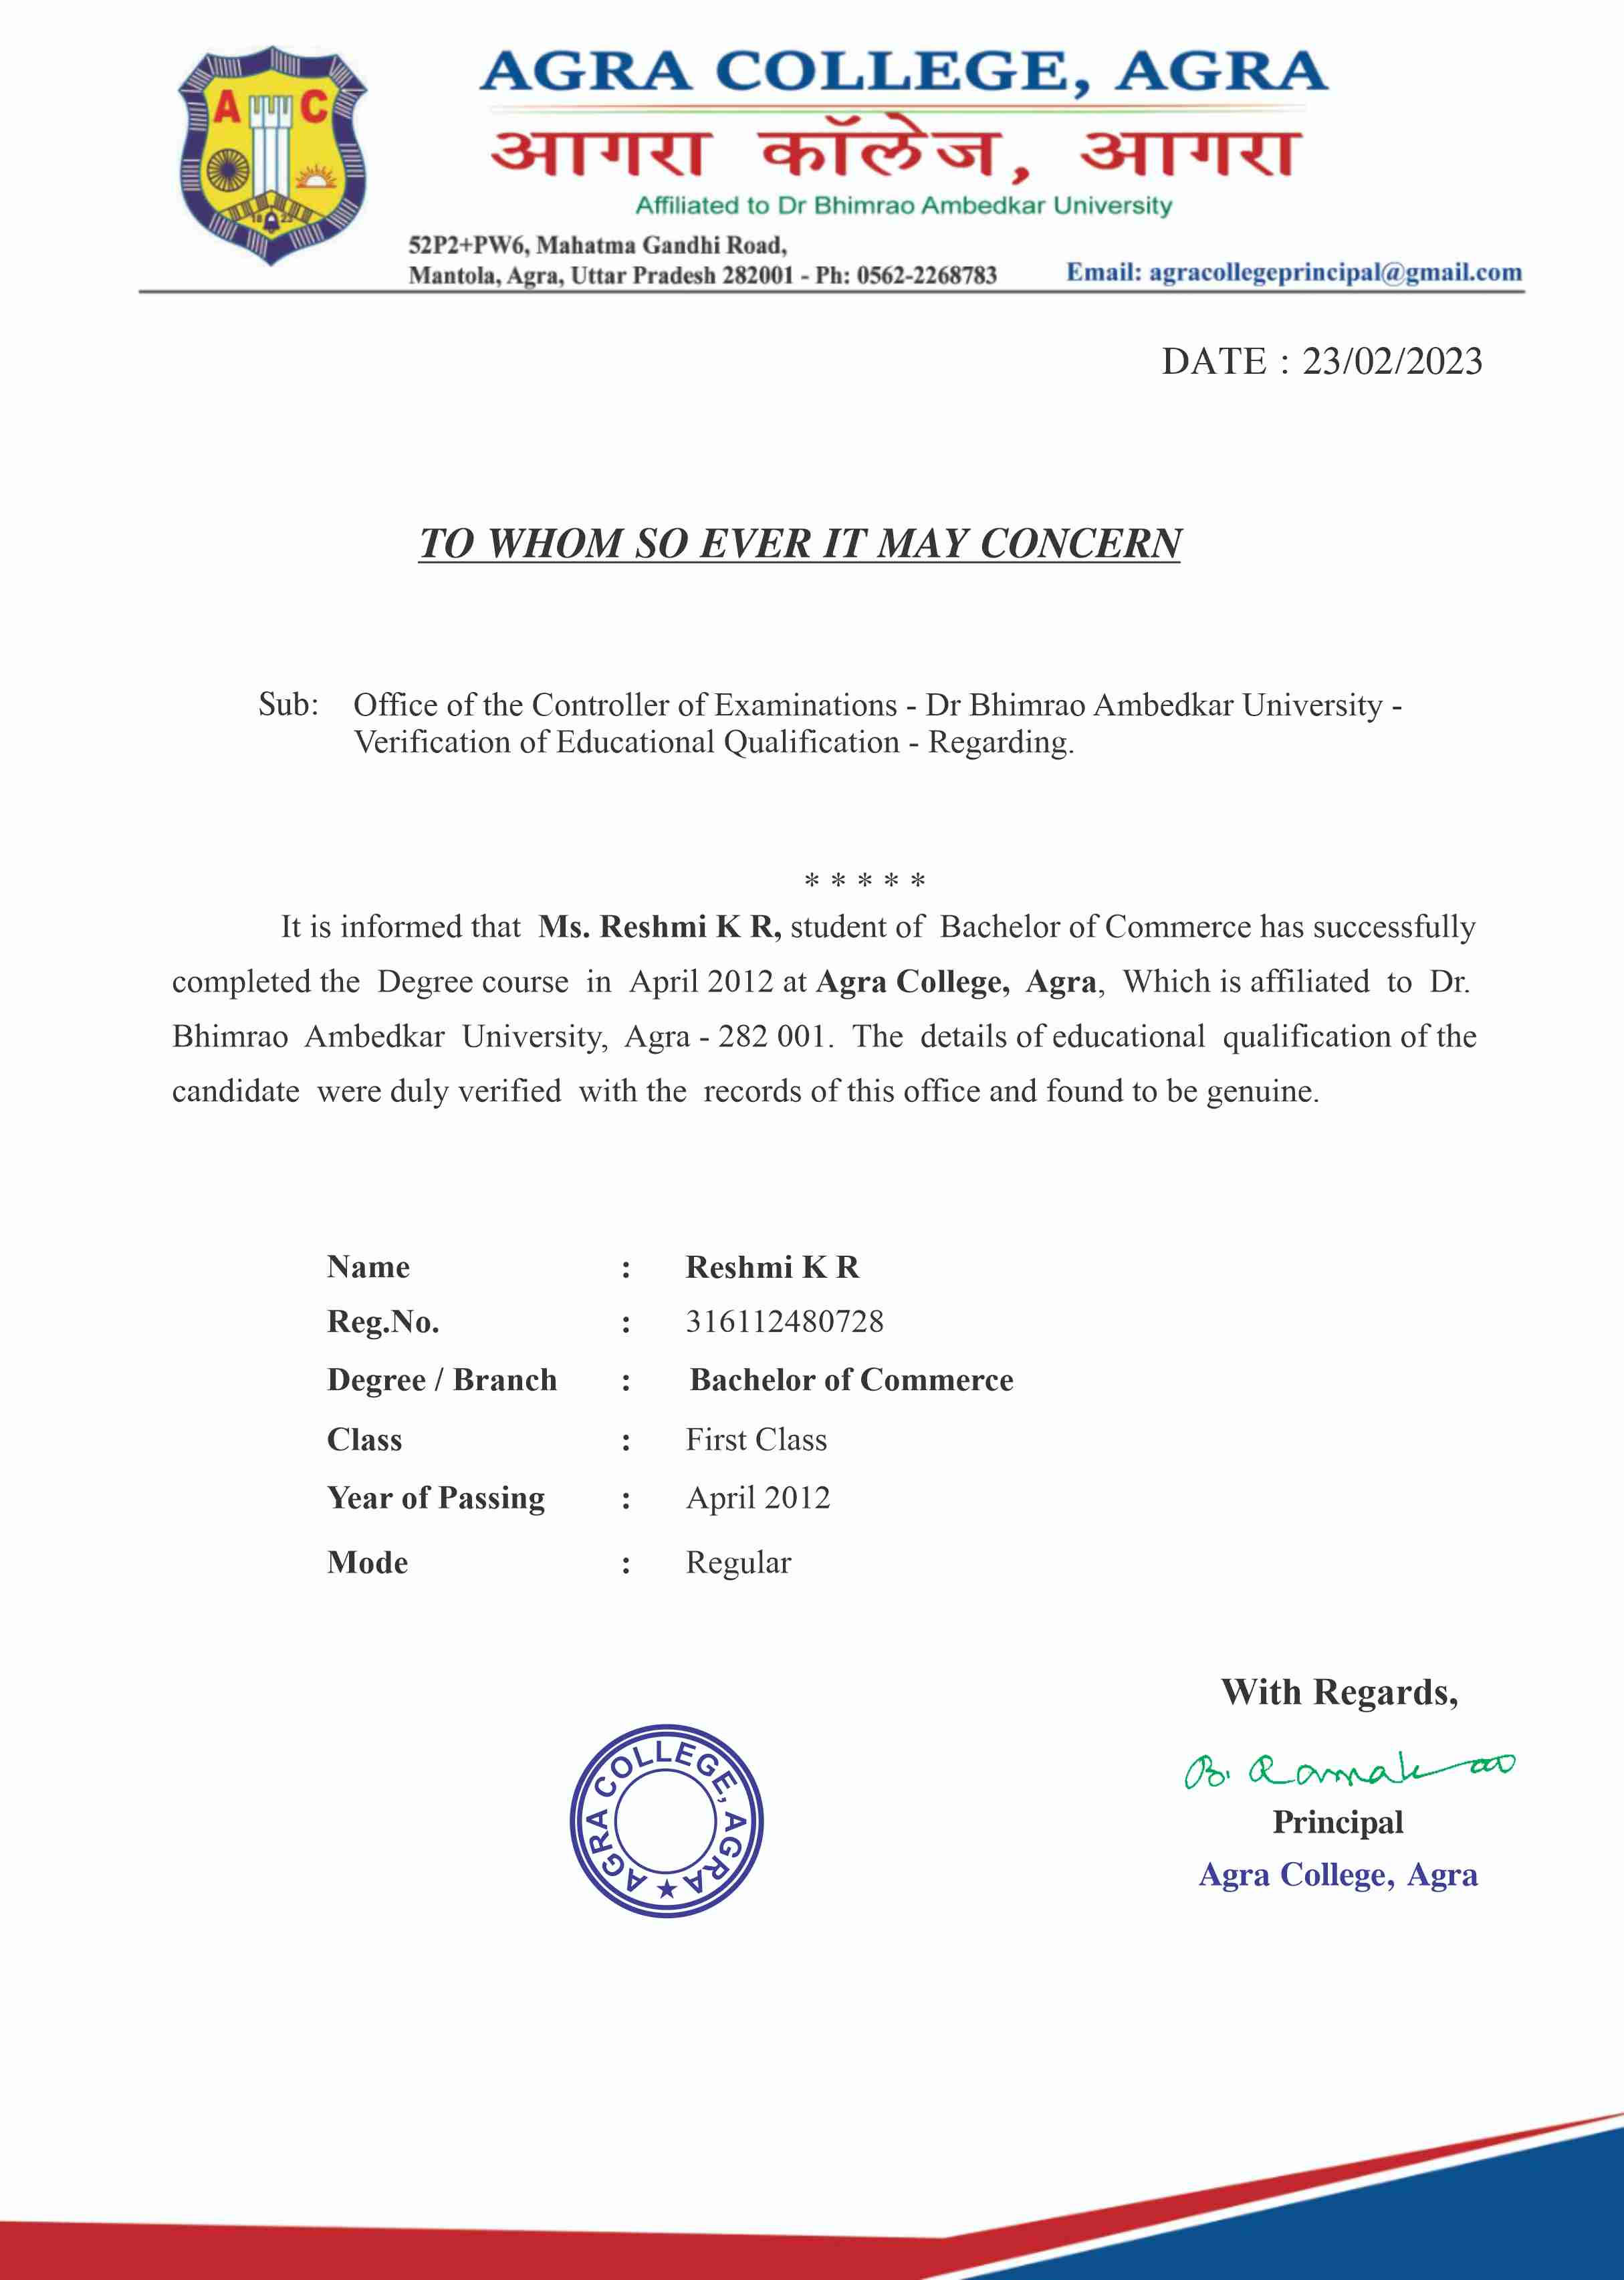 A C
1823
AGRA COLLEGE, AGRA
आगरा कॉलेज, आगरा
Affiliated to Dr Bhimrao Ambedkar University
52P2+PW6, Mahatma Gandhi Road,
Mantola, Agra, Uttar Pradesh 282001 - Ph: 0562-2268783 Email: agracollegeprincipal@gmail.com
DATE : 23/02/2023
TO WHOM SO EVER IT MAY CONCERN
Sub: Office of the Controller of Examinations - Dr Bhimrao Ambedkar University -
Verification of Educational Qualification - Regarding.
* * * * *
It is informed that Ms. Reshmi K R, student of Bachelor of Commerce has successfully
completed the Degree course in April 2012 at Agra College, Agra, Which is affiliated to Dr.
Bhimrao Ambedkar University, Agra - 282 001. The details of educational qualification of the
candidate were duly verified with the records of this office and found to be genuine.
Name : Reshmi K R
Reg.No. : 316112480728
Degree / Branch : Bachelor of Commerce
Class : First Class
Year of Passing : April 2012
Mode : Regular
With Regards,
Principal
Agra College, Agra
AGRA COLLEGE, AGRA ★